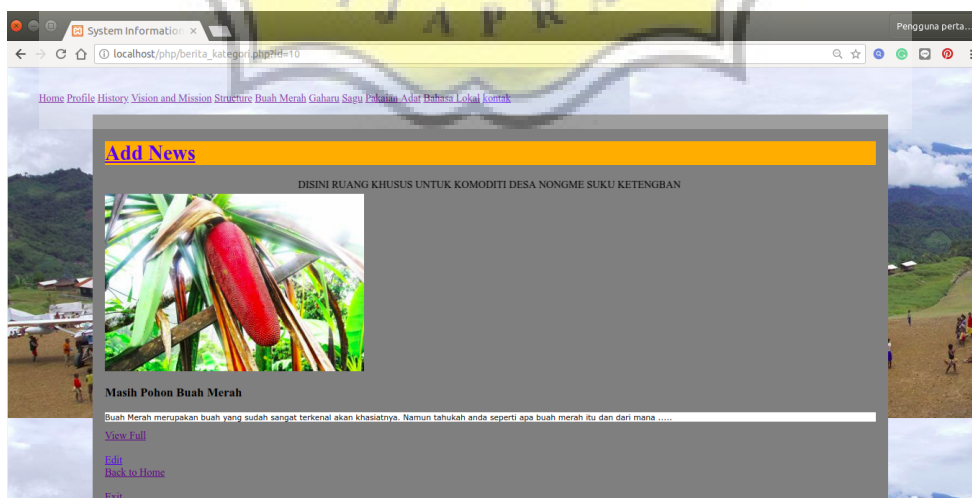 J A P R
System Information
Pengguna perta...
localhost/php/berita_kategori.php?id=10
Home Profile History Vision and Mission Structure Buah Merah Gaharu Sagu Pakaian Adat Bahasa Lokal kontak
Add News
DISINI RUANG KHUSUS UNTUK KOMODITI DESA NONGME SUKU KETENGBAN
Masih Pohon Buah Merah
Buah Merah merupakan buah yang sudah sangat terkenal akan khasiatnya. Namun tahukah anda seperti apa buah merah itu dan dari mana .....
View Full
Edit
Back to Home
Exit